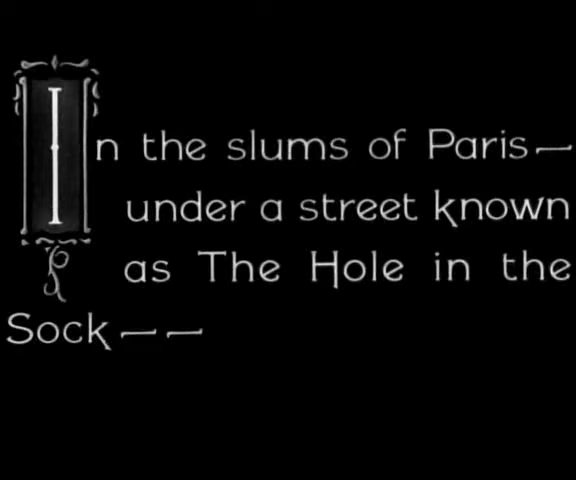 In the slums of Paris—
under a street known
as The Hole in the
Sock——